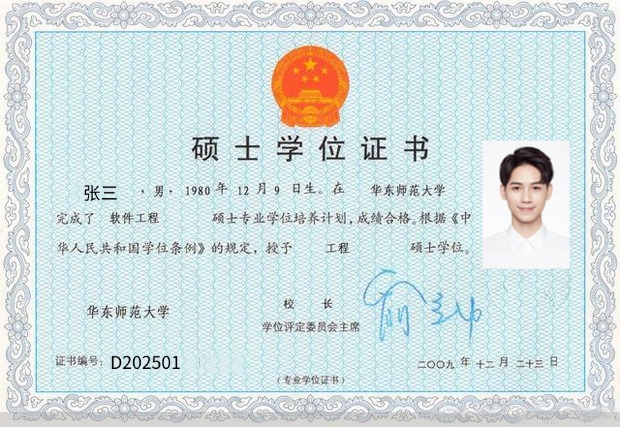 硕士学位证书
张三 ，男，1980 年 12 月 9 日生。在 华东师范大学
完成了 软件工程 硕士专业学位培养计划，成绩合格。根据《中
华人民共和国学位条例》的规定，授予 工程 硕士学位。
华东师范大学
校 长
学位评定委员会主席
证书编号：D202501
二〇〇九 年 十二 月 二十三 日
（专业学位证书）